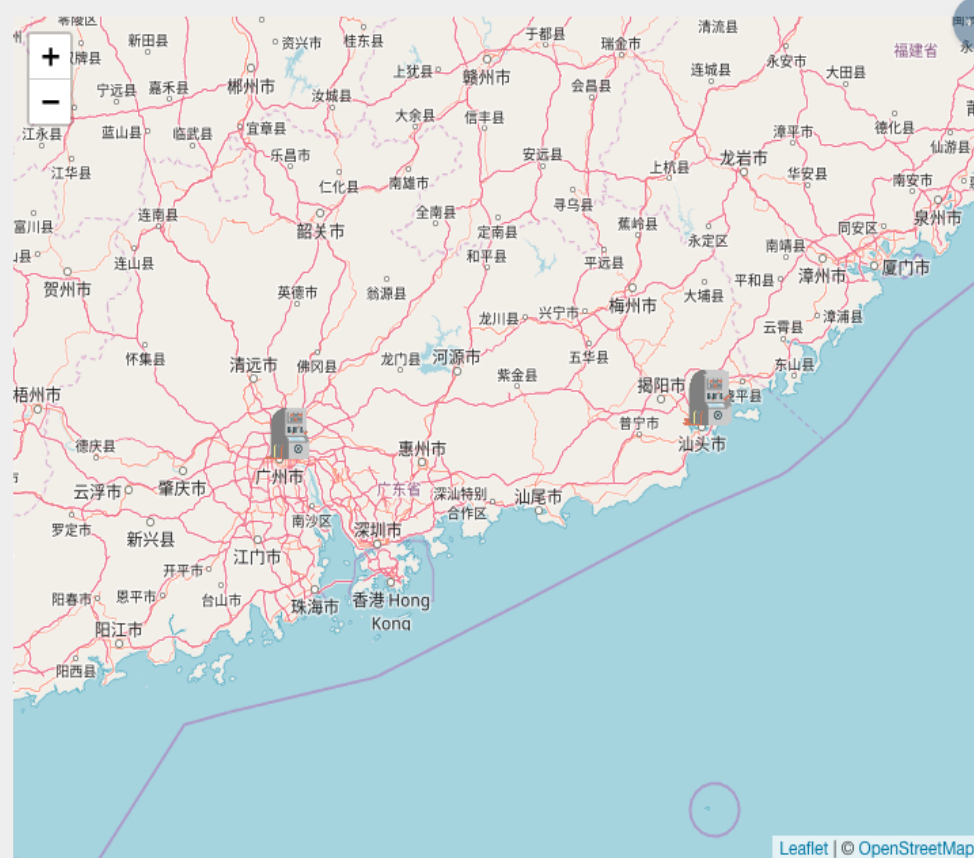 零陵区
新田县
资兴市
桂东县
于都县
瑞金市
清流县
福建省
永安市
大田县
上犹县
赣州市
会昌县
连城县
宁远县
嘉禾县
郴州市
汝城县
大余县
信丰县
江永县
蓝山县
临武县
宜章县
漳平市
德化县
仙游县
江华县
乐昌市
仁化县
南雄市
安远县
上杭县
龙岩市
华安县
南安市
富川县
连南县
韶关市
全南县
定南县
寻乌县
蕉岭县
永定区
同安区
泉州市
连山县
和平县
平远县
南靖县
漳州市
厦门市
贺州市
英德市
翁源县
梅州市
大埔县
平和县
龙川县
兴宁市
云霄县
漳浦县
怀集县
清远市
佛冈县
龙门县
河源市
紫金县
五华县
东山县
梧州市
揭阳市
普宁市
汕头市
德庆县
广州市
惠州市
广东省
云浮市
肇庆市
深汕特别
合作区
汕尾市
罗定市
新兴县
南沙区
深圳市
江门市
开平市
阳春市
恩平市
台山市
珠海市
香港 Hong
Kong
阳江市
阳西县
+
−
Leaflet | © OpenStreetMap